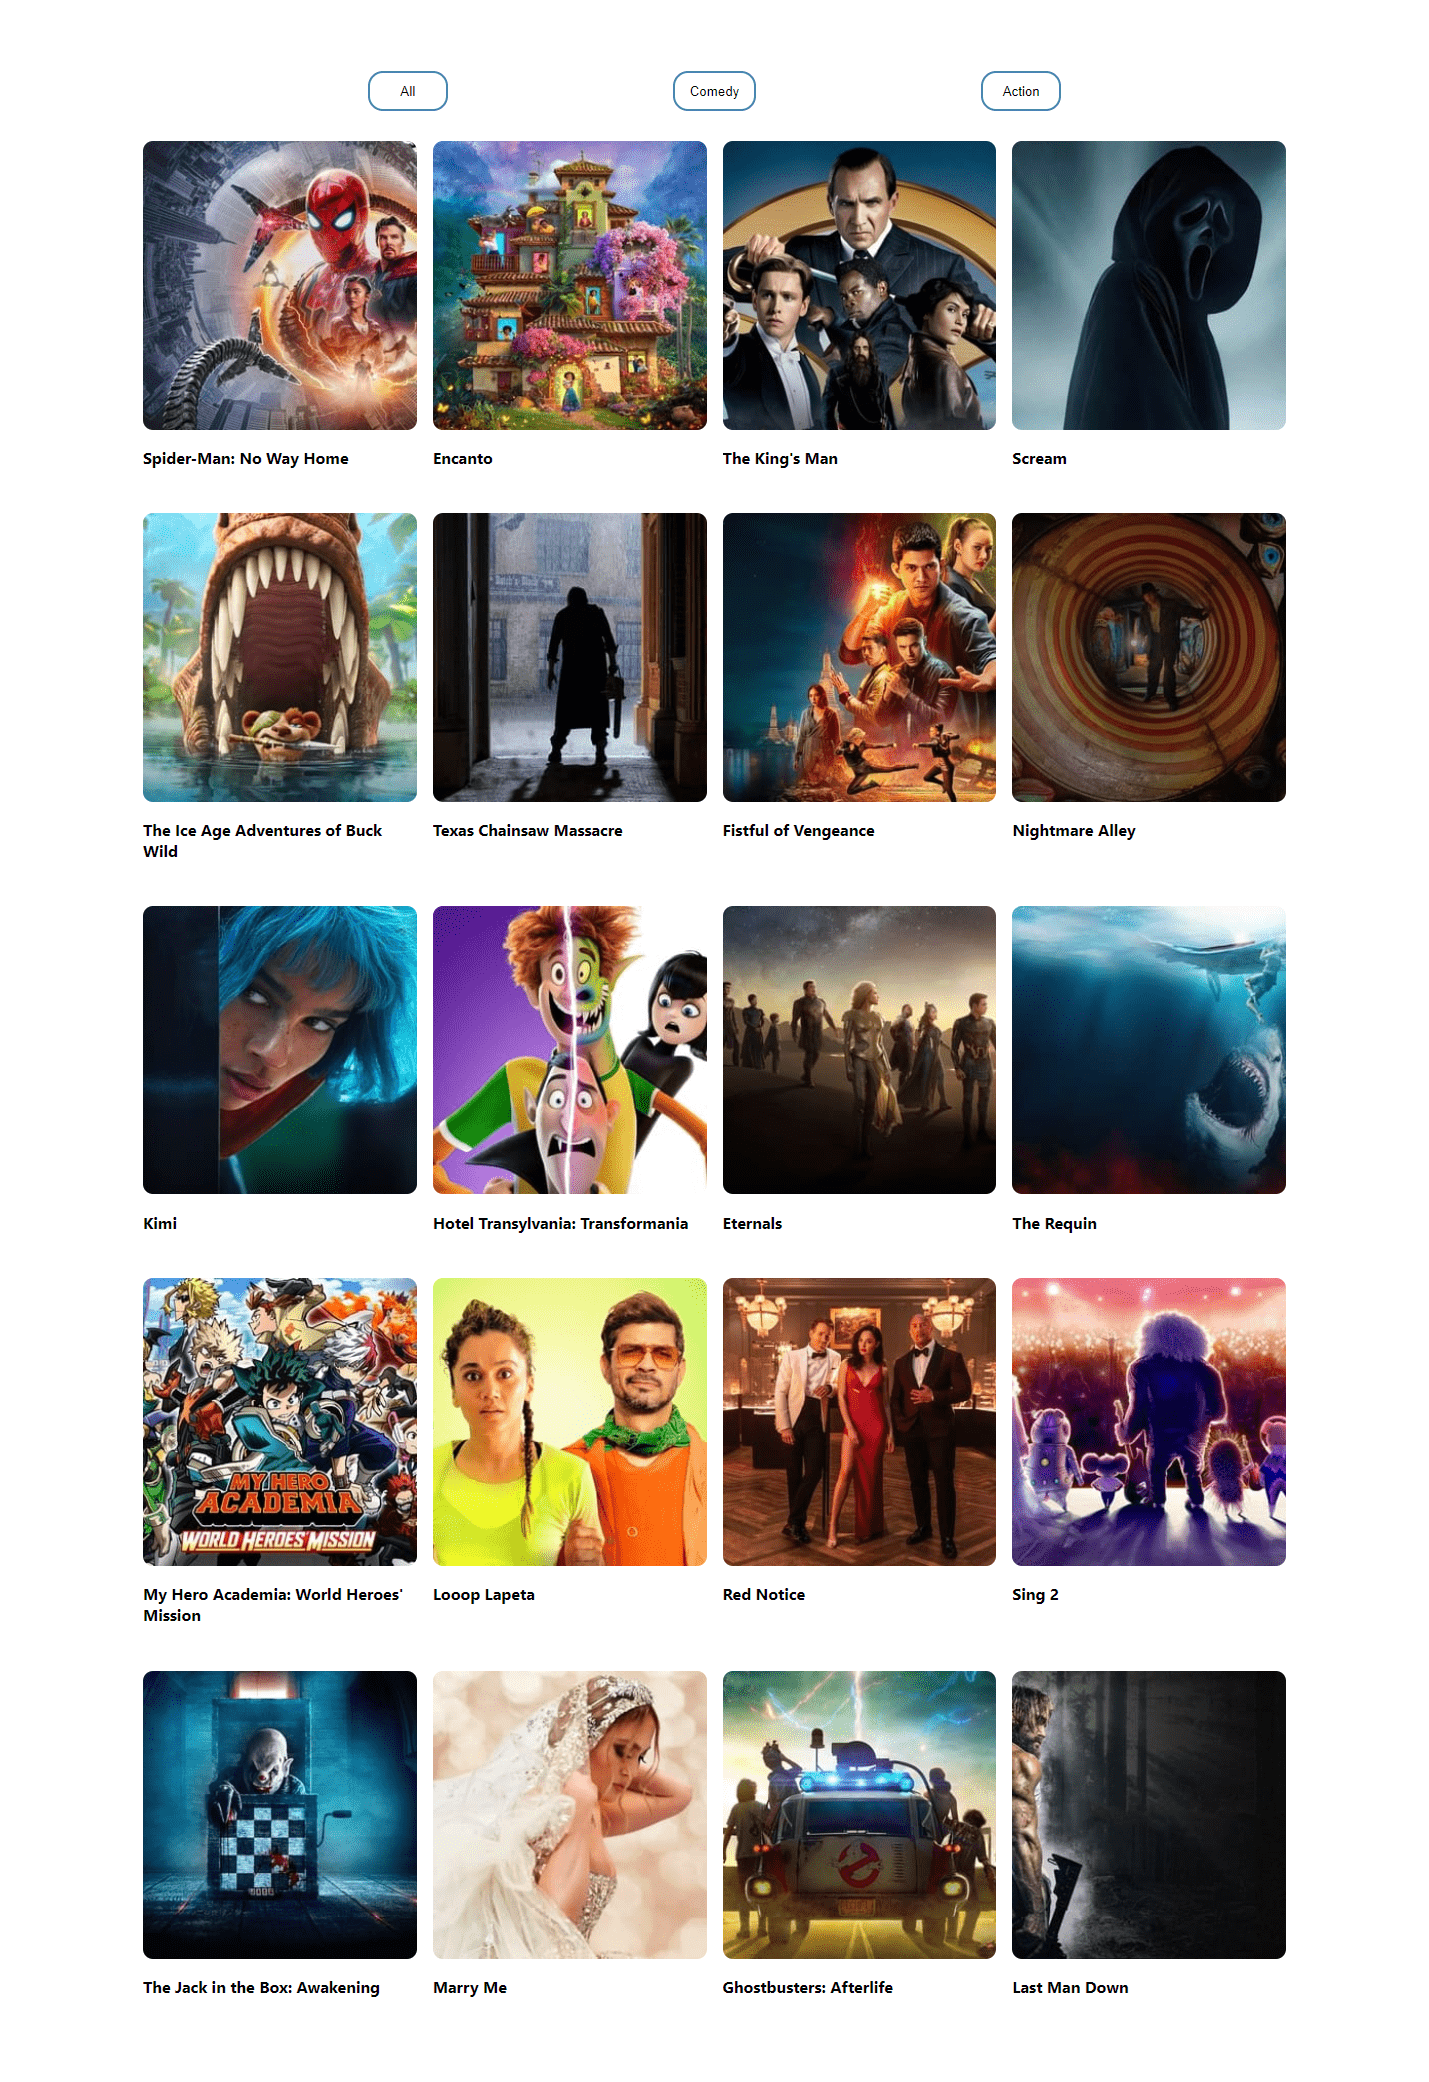 All
Comedy
Action
Spider-Man: No Way Home
Encanto
The King's Man
Scream
The Ice Age Adventures of Buck
Wild
Texas Chainsaw Massacre
Fistful of Vengeance
Nightmare Alley
Kimi
Hotel Transylvania: Transformania
Eternals
The Requin
MY HERO
ACADEMIA
WORLD HEROES' MISSION
My Hero Academia: World Heroes'
Mission
Looop Lapeta
Red Notice
Sing 2
The Jack in the Box: Awakening
Marry Me
Ghostbusters: Afterlife
Last Man Down